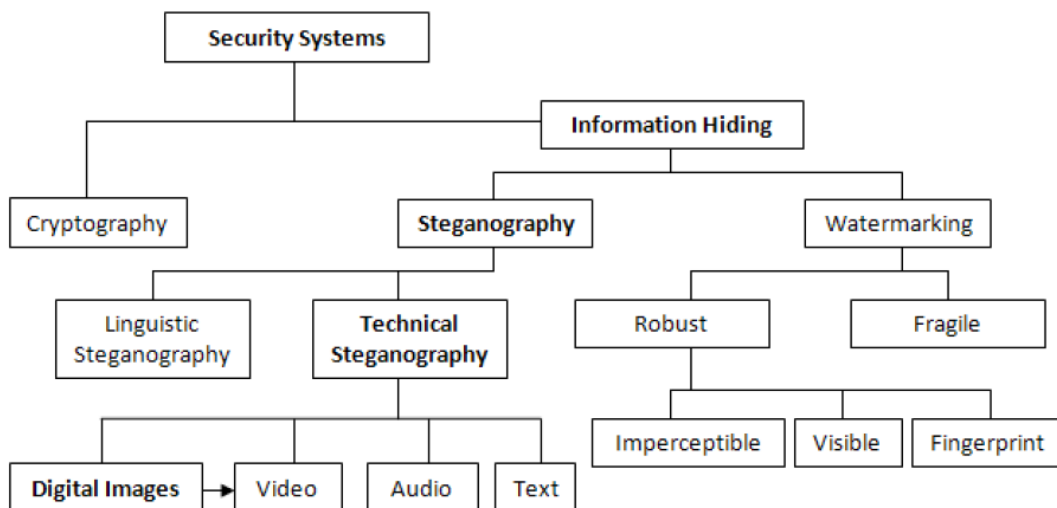 Security Systems
Information Hiding
Cryptography
Steganography
Watermarking
Linguistic
Steganography
Technical
Steganography
Robust
Fragile
Imperceptible
Visible
Fingerprint
Digital Images
Video
Audio
Text